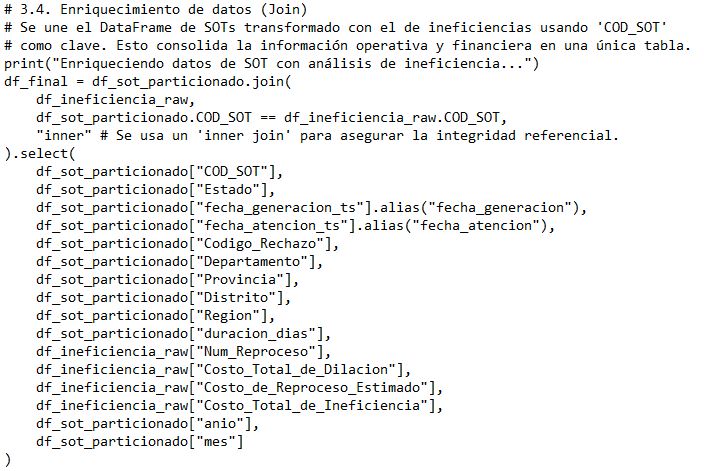 # 3.4. Enriquecimiento de datos (Join)
# Se une el DataFrame de SOTs transformado con el de ineficiencias usando 'COD_SOT'
# como clave. Esto consolida la información operativa y financiera en una única tabla.
print("Enriqueciendo datos de SOT con análisis de ineficiencia...")
df_final = df_sot_particionado.join(
    df_ineficiencia_raw,
    df_sot_particionado.COD_SOT == df_ineficiencia_raw.COD_SOT,
    "inner" # Se usa un 'inner join' para asegurar la integridad referencial.
).select(
    df_sot_particionado["COD_SOT"],
    df_sot_particionado["Estado"],
    df_sot_particionado["fecha_generacion_ts"].alias("fecha_generacion"),
    df_sot_particionado["fecha_atencion_ts"].alias("fecha_atencion"),
    df_sot_particionado["Codigo_Rechazo"],
    df_sot_particionado["Departamento"],
    df_sot_particionado["Provincia"],
    df_sot_particionado["Distrito"],
    df_sot_particionado["Region"],
    df_sot_particionado["duracion_dias"],
    df_ineficiencia_raw["Num_Reproceso"],
    df_ineficiencia_raw["Costo_Total_de_Dilacion"],
    df_ineficiencia_raw["Costo_de_Reproceso_Estimado"],
    df_ineficiencia_raw["Costo_Total_de_Ineficiencia"],
    df_sot_particionado["anio"],
    df_sot_particionado["mes"]
)